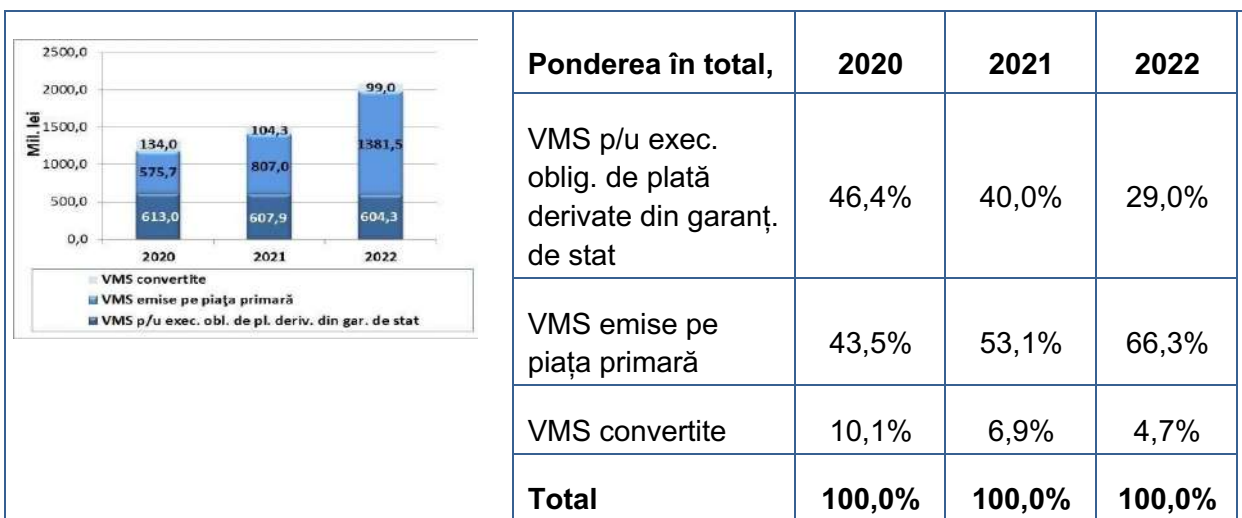 2500,0
2000,0
1500,0
1000,0
500,0
0,0
Mil. lei
134,0
575,7
613,0
104,3
807,0
607,9
99,0
1381,5
604,3
2020 2021 2022
VMS convertite
VMS emise pe piața primară
VMS p/u exec. obl. de pl. deriv. din gar. de stat
Ponderea în total, 2020 2021 2022
VMS p/u exec.
oblig. de plată
derivate din garanț.
de stat
46,4% 40,0% 29,0%
VMS emise pe
piața primară
43,5% 53,1% 66,3%
VMS convertite 10,1% 6,9% 4,7%
Total 100,0% 100,0% 100,0%